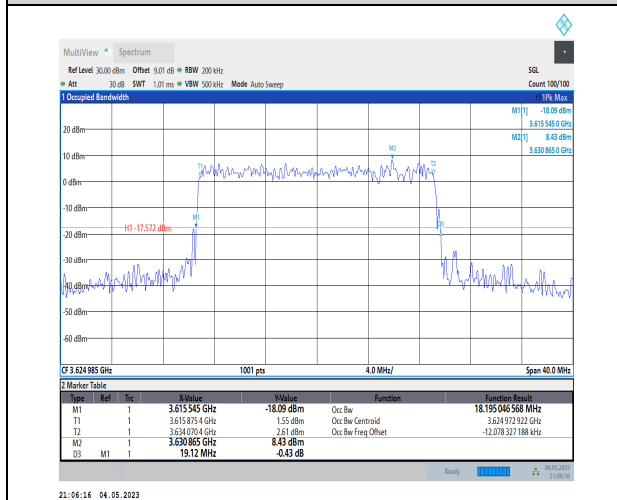 MultiView Spectrum
Ref Level 30.00 dBm Offset 9.01 dB RBW 200 kHz SGL
Att 30 dB SWT 1.01 ms VBW 500 kHz Mode Auto Sweep Count 100/100
1 Occupied Bandwidth 1Pk Max
M1[1] -18.09 dBm
3.615 545 0 GHz
M2[1] 8.43 dBm
3.630 865 0 GHz
20 dBm
10 dBm
M2
T1
T2
0 dBm
-10 dBm
M1
D3
-20 dBm
H1 -17.572 dBm
-30 dBm
-40 dBm
-50 dBm
-60 dBm
CF 3.624 985 GHz 1001 pts 4.0 MHz/ Span 40.0 MHz
2 Marker Table
Type Ref Trc X-Value Y-Value Function Function Result
M1 1 3.615 545 GHz -18.09 dBm Occ Bw 18.195 046 568 MHz
T1 1 3.615 875 4 GHz 1.55 dBm Occ Bw Centroid 3.624 972 922 GHz
T2 1 3.634 070 4 GHz 2.61 dBm Occ Bw Freq Offset -12.078 327 188 kHz
M2 1 3.630 865 GHz 8.43 dBm
D3 M1 1 19.12 MHz -0.43 dB
Ready 04.05.2023
21:06:16
21:06:16 04.05.2023